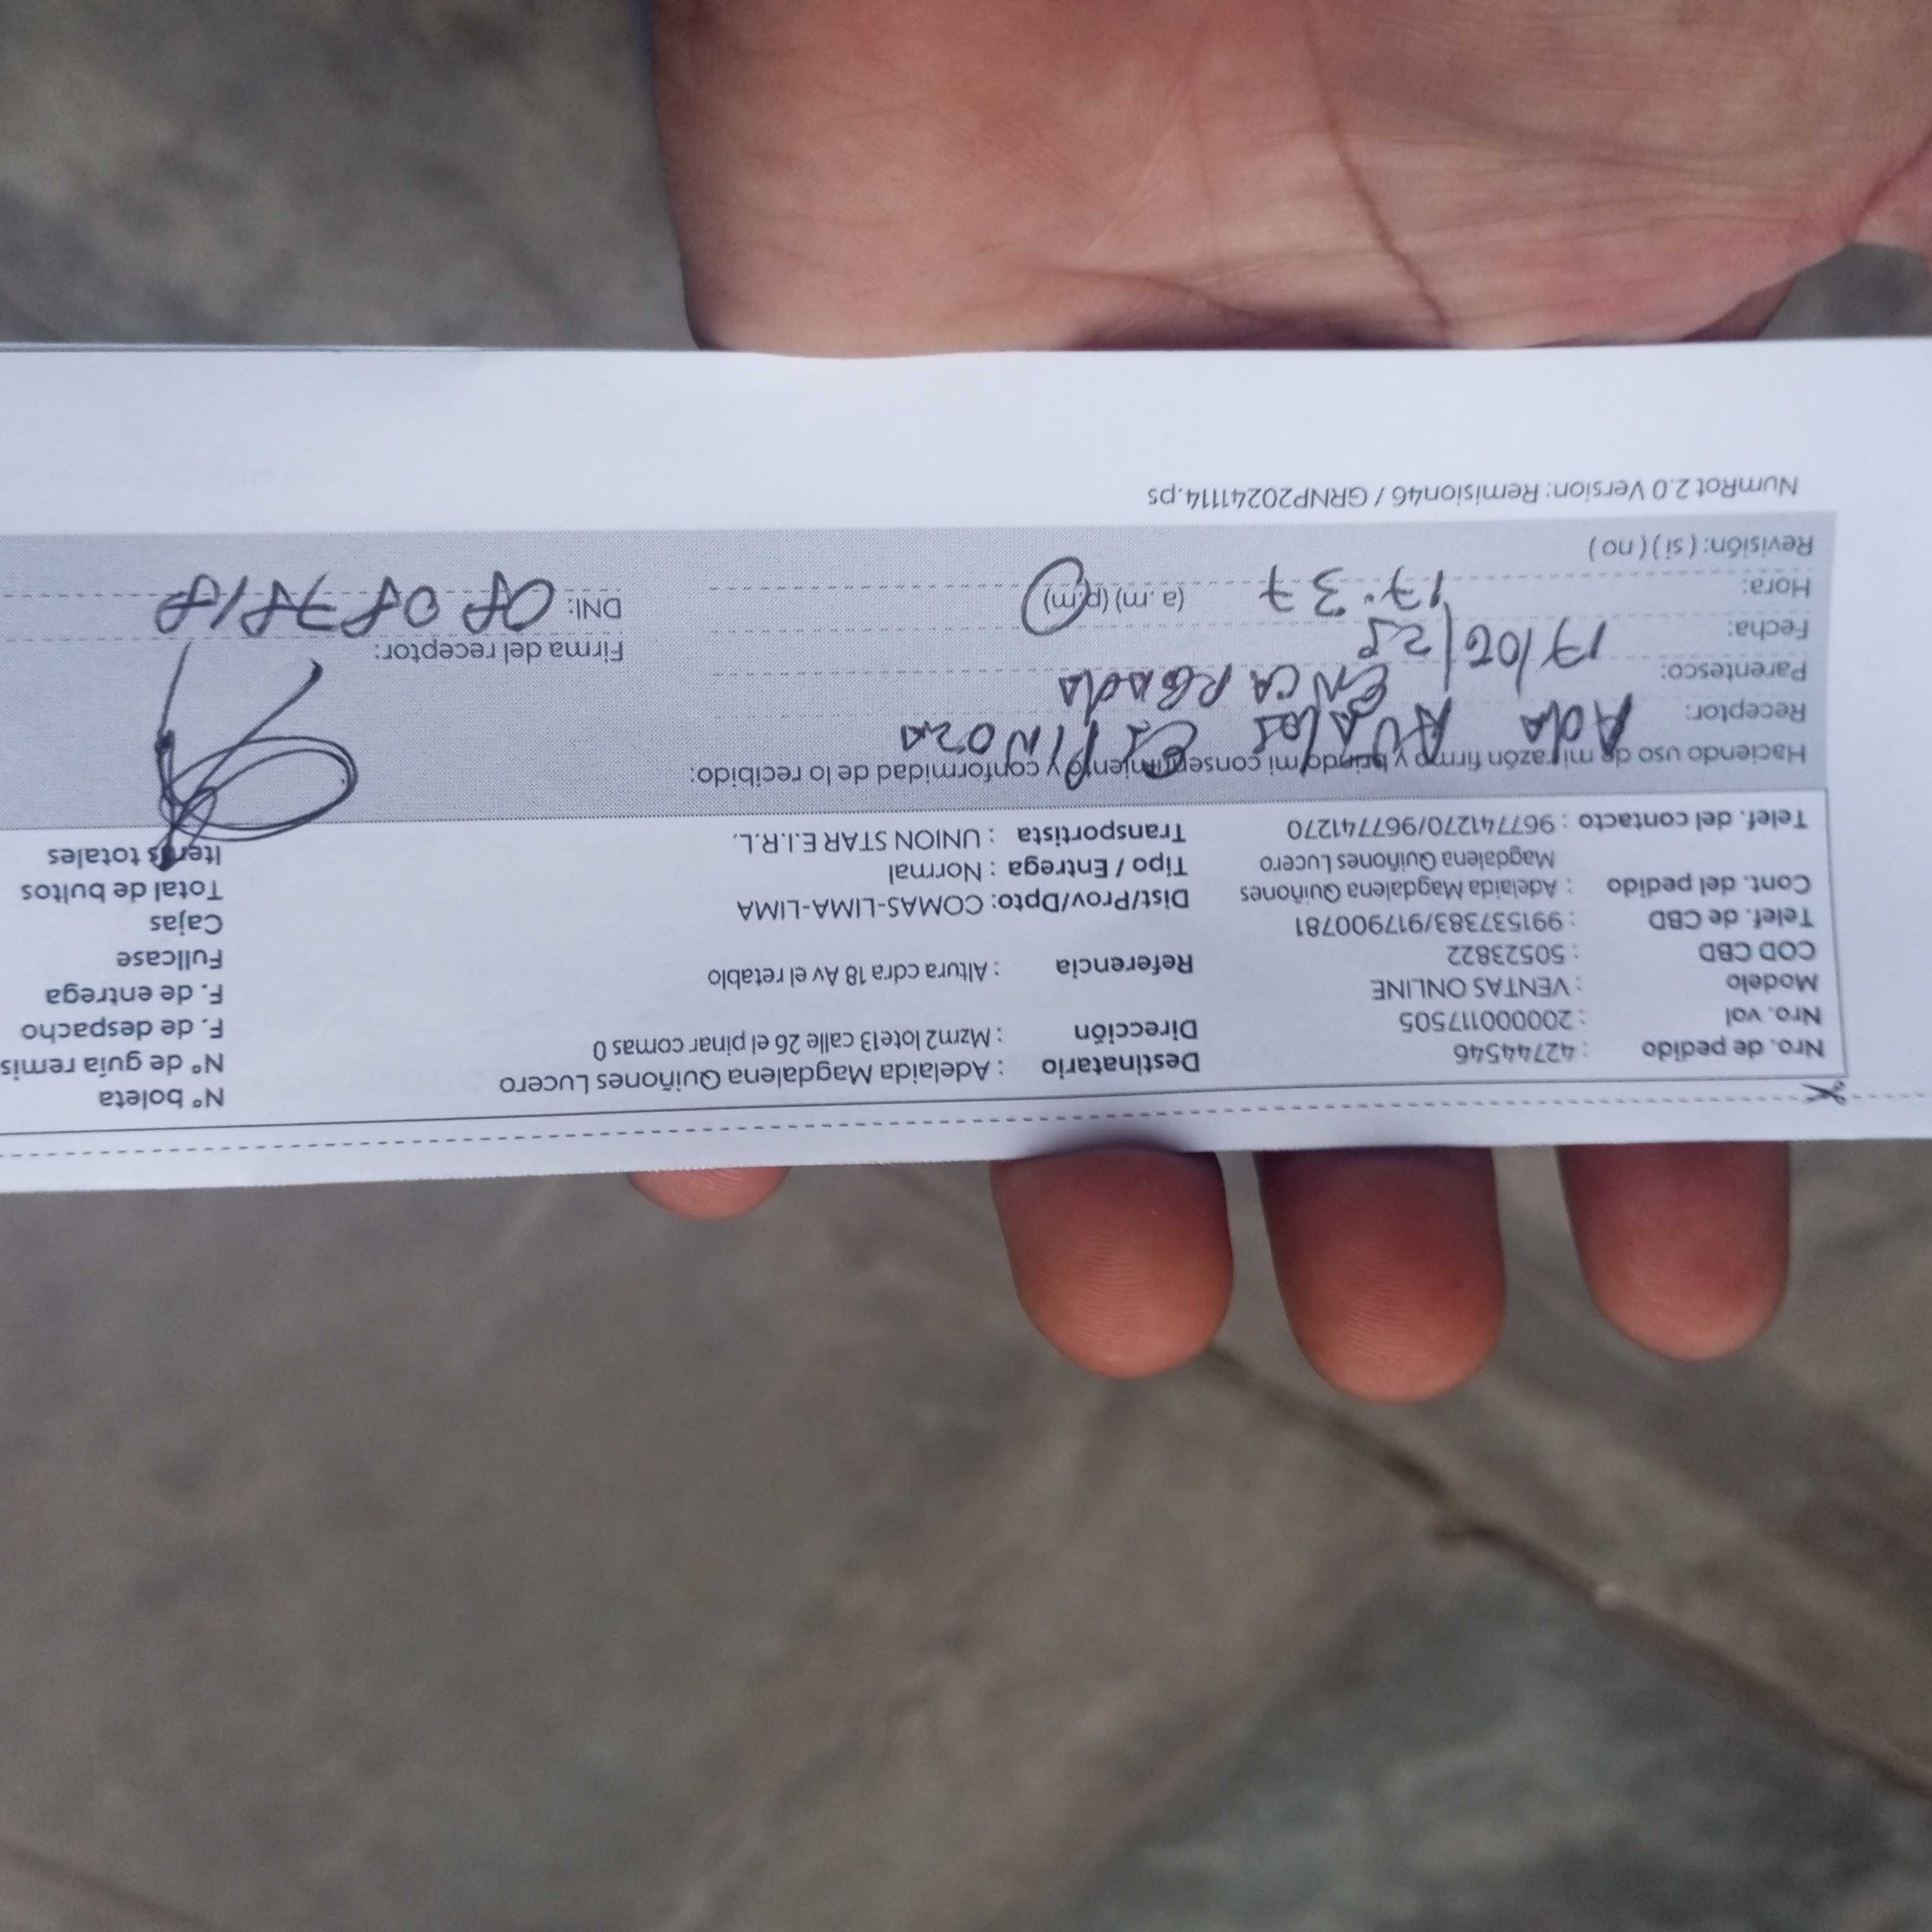 Nro. de pedido : 42744546
Nro. vol : 20000117505
Modelo : VENTAS ONLINE
COD CBD : 50523822
Telef. de CBD : 991537383/917900781
Cont. del pedido : Adelaida Magdalena Quiñones
Magdalena Quiñones Lucero
Telef. del contacto : 967741270/967741270
Destinatario : Adelaida Magdalena Quiñones Lucero
Dirección : Mzrm2 lote13 calle 26 el pinar comas 0
Referencia : Altura cdra 18 Av el retablo
Dist/Prov/Dpto: COMAS-LIMA-LIMA
Tipo / Entrega : Normal
Transportista : UNION STAR E.I.R.L.
N° boleta
N° de guía remis
F. de despacho
F. de entrega
Fullcase
Cajas
Total de bultos
Items totales
Haciendo uso de mi razón firmo y brindo mi consentimiento y conformidad de lo recibido:
Receptor: Ada Avalos Espinoza
Parentesco: Encargada
Fecha: 17/06/25
Hora: 17:37 (a.m) (p.m)
Revisión: ( si ) ( no )
Firma del receptor:
DNI:
NumRot 2.0 Version: Remision46 / GRNP20241114.ps